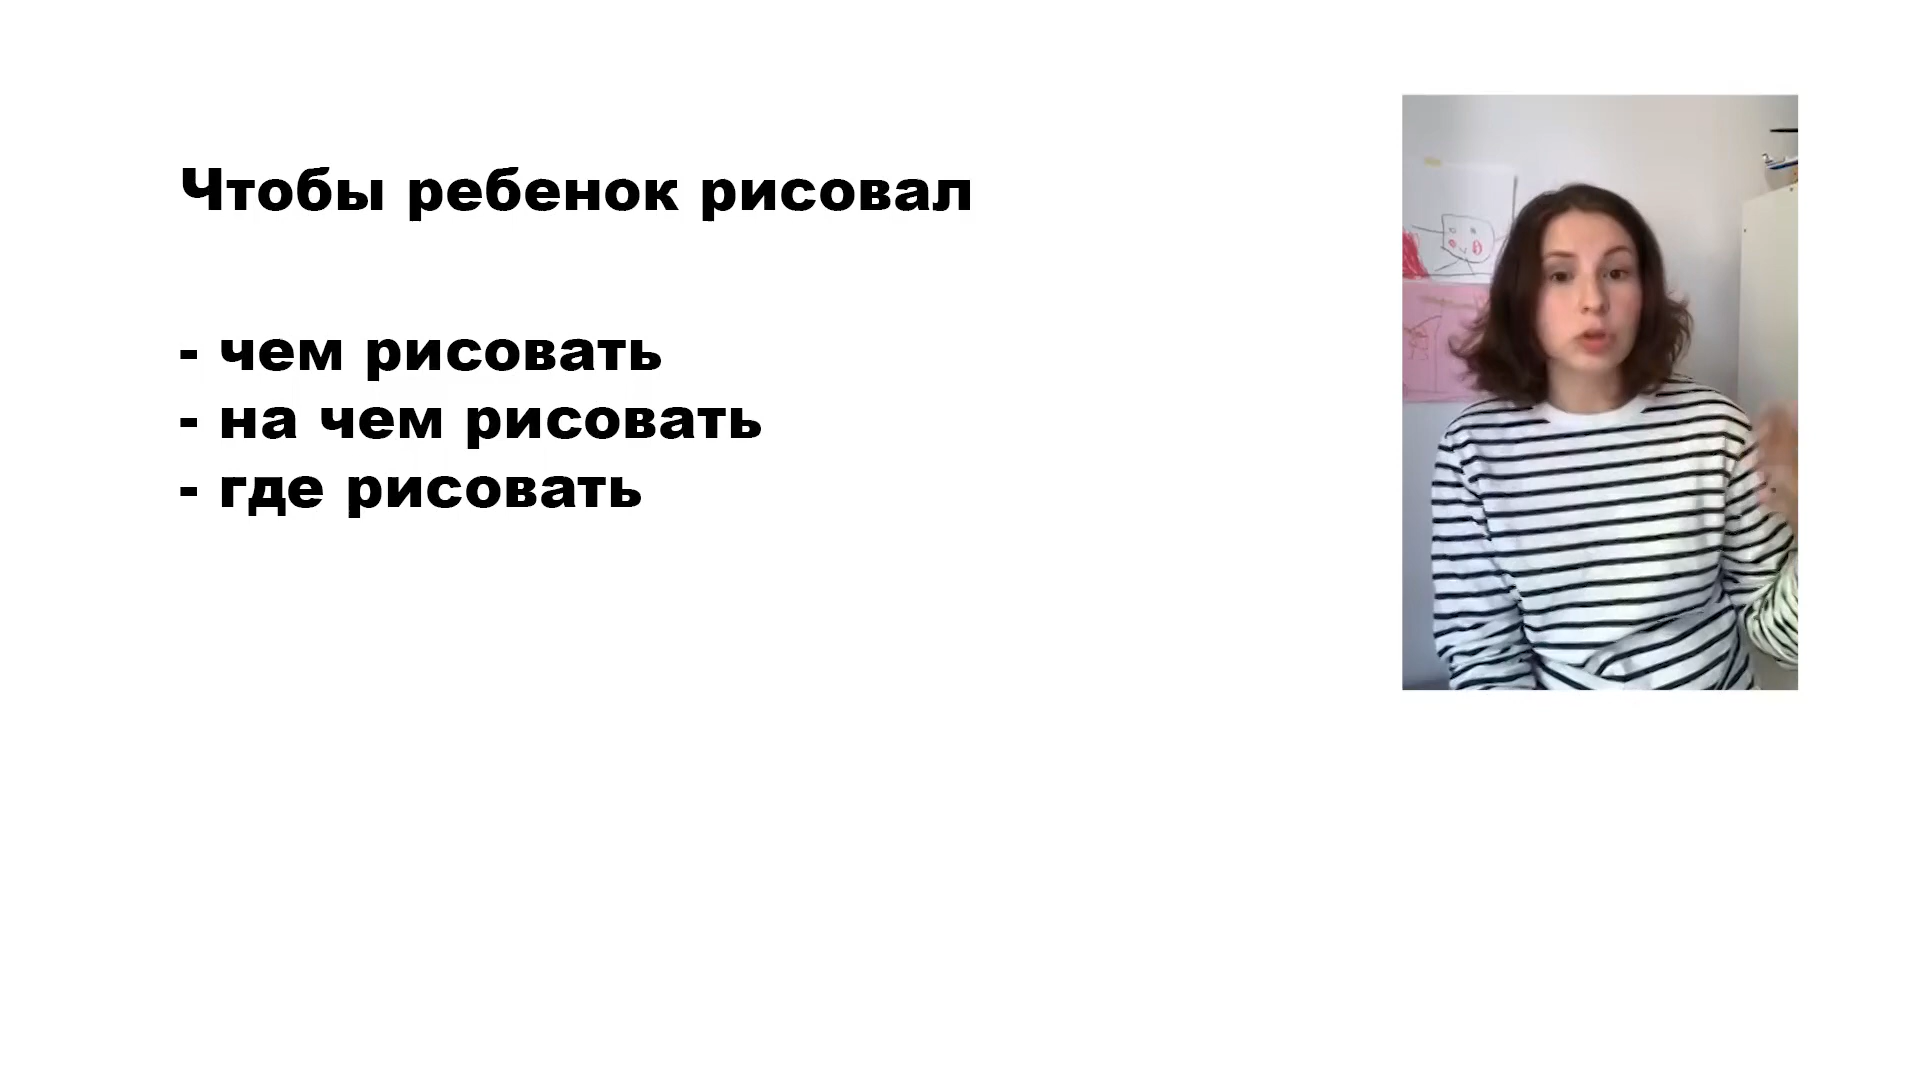 Чтобы ребенок рисовал
- чем рисовать
- на чем рисовать
- где рисовать